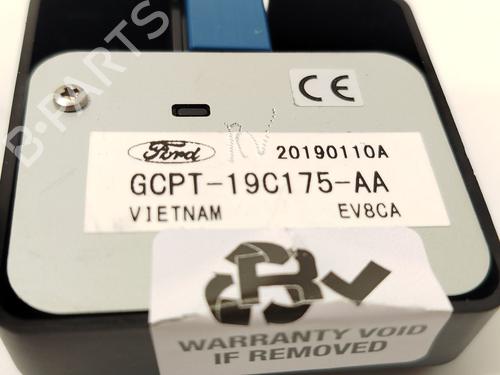 B-PARTS
CE
Ford 20190110A
GCPT-19C175-AA
VIETNAM EV8CA
WARRANTY VOID
IF REMOVED